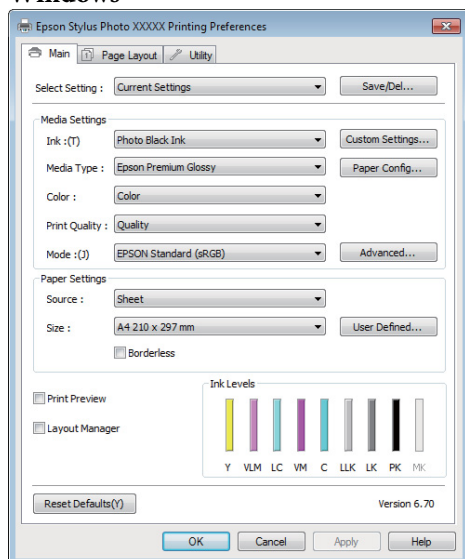 Windows
Epson Stylus Photo XXXXX Printing Preferences
Main Page Layout Utility
Select Setting : Current Settings Save/Del...
Media Settings
Ink :(T) Photo Black Ink Custom Settings...
Media Type : Epson Premium Glossy Paper Config...
Color : Color
Print Quality : Quality
Mode :(J) EPSON Standard (sRGB) Advanced...
Paper Settings
Source : Sheet
Size : A4 210 x 297 mm User Defined...
Borderless
Ink Levels
Print Preview
Layout Manager
Y VLM LC VM C LLK LK PK MK
Reset Defaults(Y) Version 6.70
OK Cancel Apply Help